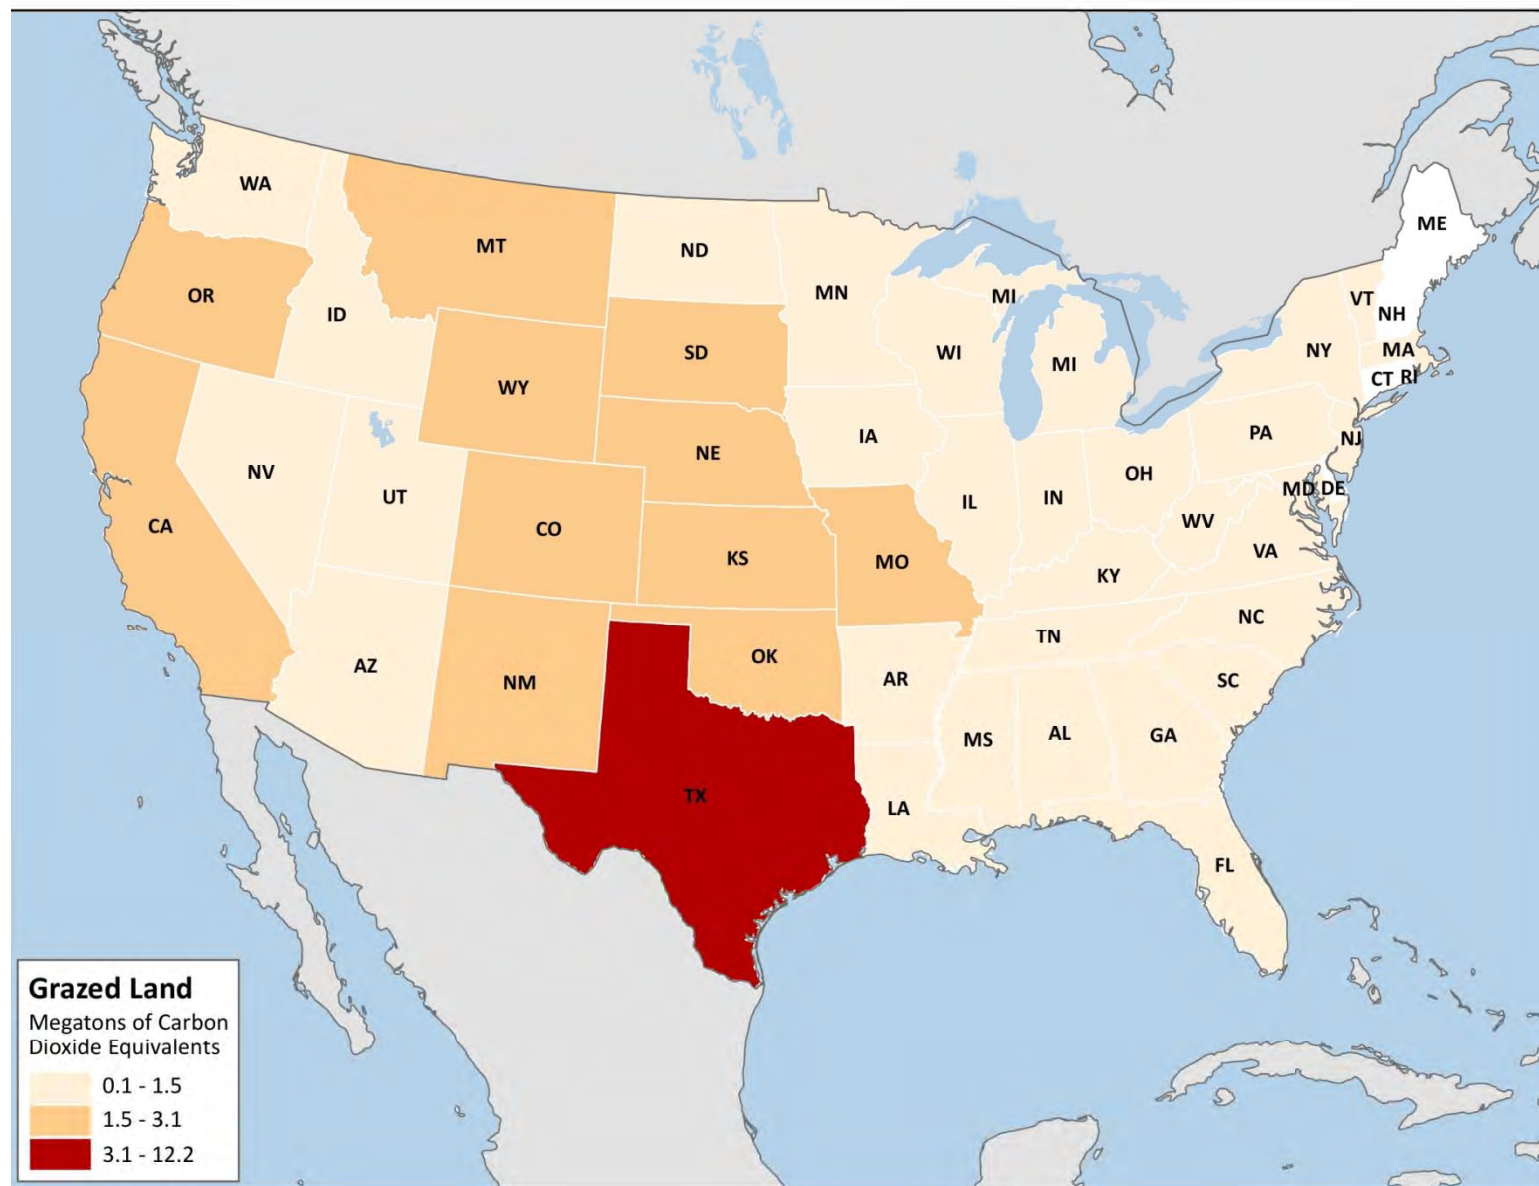 WA
MT
ND
ME
OR
ID
MN
MI
VT
NH
SD
WI
NY
MA
WY
MI
CT RI
IA
PA
NE
NJ
NV
OH
UT
IL
IN
MD DE
CA
CO
WV
KS
MO
VA
KY
NC
TN
AZ
NM
OK
AR
SC
MS
AL
GA
TX
LA
FL
Grazed Land
Megatons of Carbon
Dioxide Equivalents
0.1 - 1.5
1.5 - 3.1
3.1 - 12.2